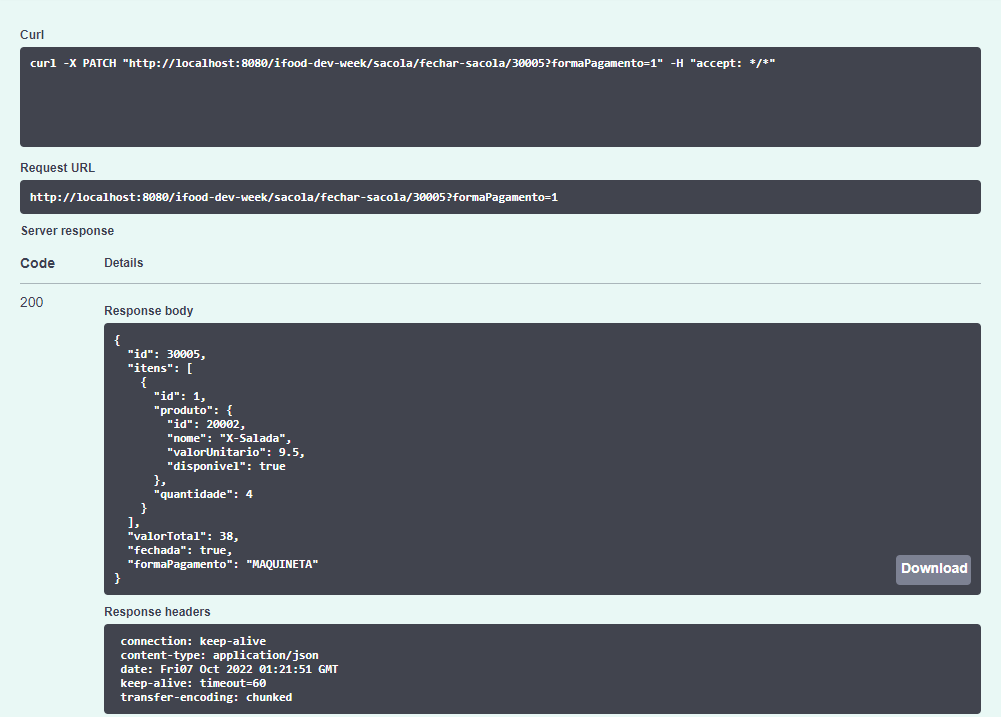 Curl
curl -X PATCH "http://localhost:8080/ifood-dev-week/sacola/fechar-sacola/30005?formaPagamento=1" -H "accept: */*"
Request URL
http://localhost:8080/ifood-dev-week/sacola/fechar-sacola/30005?formaPagamento=1
Server response
Code Details
200
Response body
{
  "id": 30005,
  "itens": [
    {
      "id": 1,
      "produto": {
        "id": 20002,
        "nome": "X-Salada",
        "valorUnitario": 9.5,
        "disponivel": true
      },
      "quantidade": 4
    }
  ],
  "valorTotal": 38,
  "fechada": true,
  "formaPagamento": "MAQUINETA"
}
Download
Response headers
connection: keep-alive
content-type: application/json
date: Fri07 Oct 2022 01:21:51 GMT
keep-alive: timeout=60
transfer-encoding: chunked